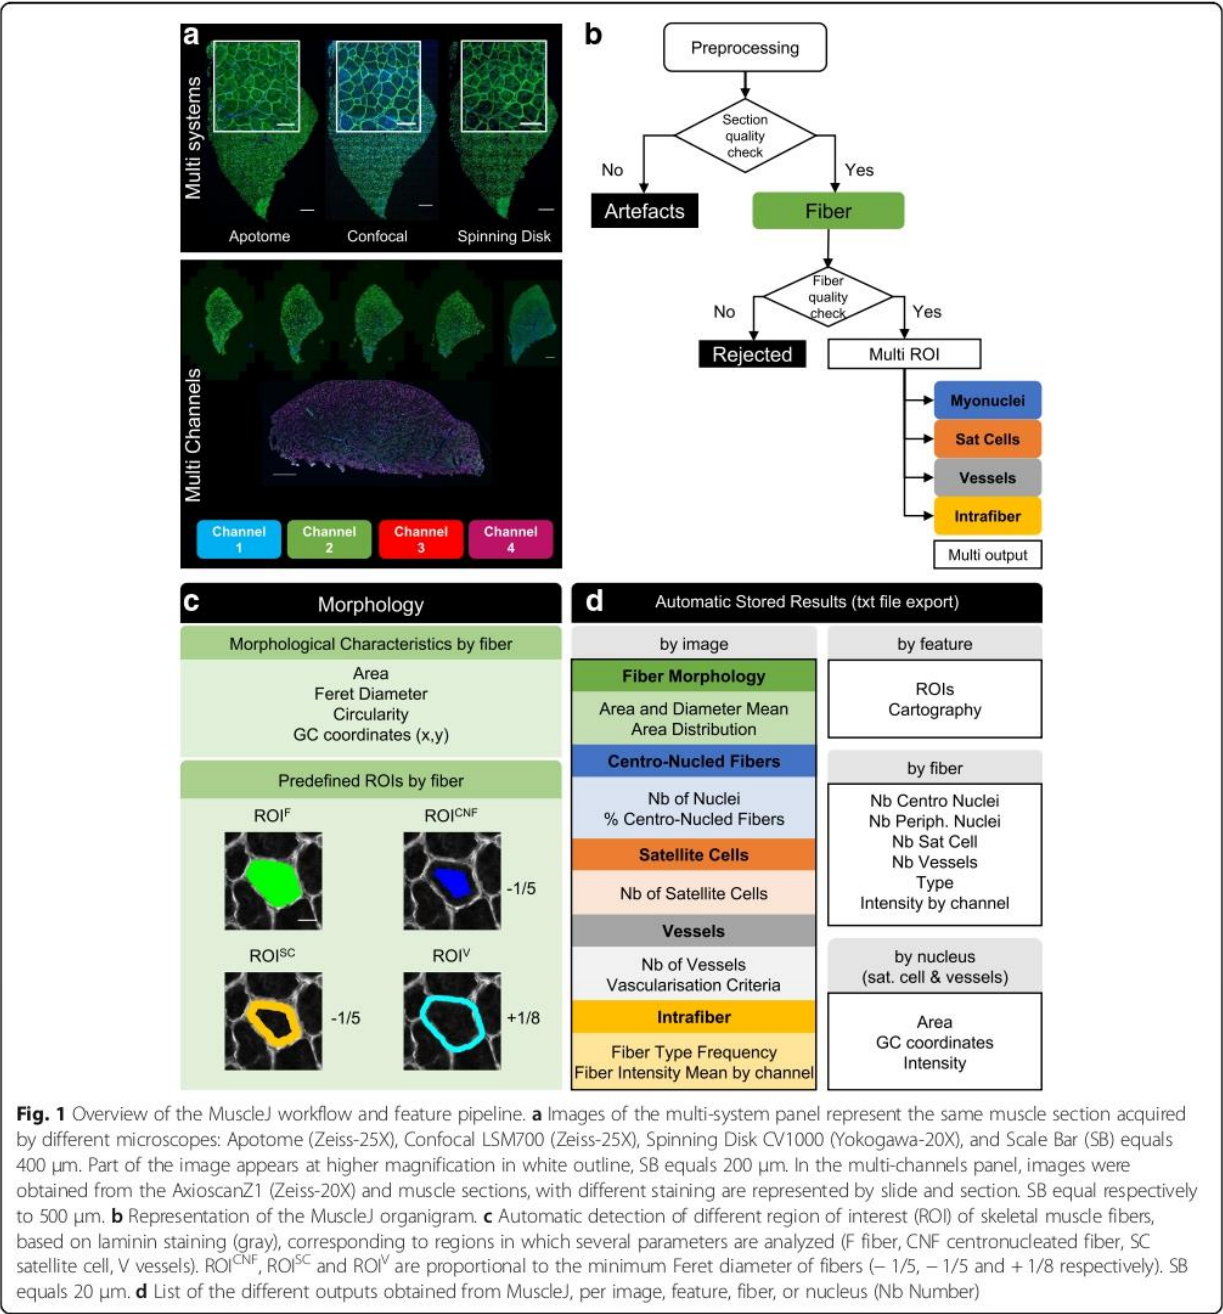 a
Multi systems
Apotome
Confocal
Spinning Disk
Multi Channels
Channel
1
Channel
2
Channel
3
Channel
4
b
Preprocessing
Section
quality
check
No
Yes
Artefacts
Fiber
Fiber
quality
check
No
Yes
Rejected
Multi ROI
Myonuclei
Sat Cells
Vessels
Intrafiber
Multi output
c
Morphology
Morphological Characteristics by fiber
Area
Feret Diameter
Circularity
GC coordinates (x,y)
Predefined ROIs by fiber
ROIF
ROICNF
-1/5
ROISC
ROIV
-1/5
+1/8
d
Automatic Stored Results (txt file export)
by image
Fiber Morphology
Area and Diameter Mean
Area Distribution
Centro-Nucled Fibers
Nb of Nuclei
% Centro-Nucled Fibers
Satellite Cells
Nb of Satellite Cells
Vessels
Nb of Vessels
Vascularisation Criteria
Intrafiber
Fiber Type Frequency
Fiber Intensity Mean by channel
by feature
ROIs
Cartography
by fiber
Nb Centro Nuclei
Nb Periph. Nuclei
Nb Sat Cell
Nb Vessels
Type
Intensity by channel
by nucleus
(sat. cell & vessels)
Area
GC coordinates
Intensity
Fig. 1 Overview of the MuscleJ workflow and feature pipeline. a Images of the multi-system panel represent the same muscle section acquired
by different microscopes: Apotome (Zeiss-25X), Confocal LSM700 (Zeiss-25X), Spinning Disk CV1000 (Yokogawa-20X), and Scale Bar (SB) equals
400 μm. Part of the image appears at higher magnification in white outline, SB equals 200 μm. In the multi-channels panel, images were
obtained from the AxioscanZ1 (Zeiss-20X) and muscle sections, with different staining are represented by slide and section. SB equal respectively
to 500 μm. b Representation of the MuscleJ organigram. c Automatic detection of different region of interest (ROI) of skeletal muscle fibers,
based on laminin staining (gray), corresponding to regions in which several parameters are analyzed (F fiber, CNF centronucleated fiber, SC
satellite cell, V vessels). ROICNF, ROISC and ROIV are proportional to the minimum Feret diameter of fibers (− 1/5, − 1/5 and + 1/8 respectively). SB
equals 20 μm. d List of the different outputs obtained from MuscleJ, per image, feature, fiber, or nucleus (Nb Number)